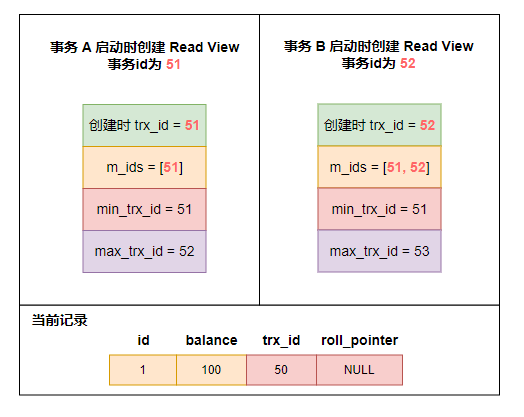 事务 A 启动时创建 Read View
事务id为 51
创建时 trx_id = 51
m_ids = [51]
min_trx_id = 51
max_trx_id = 52
事务 B 启动时创建 Read View
事务id为 52
创建时 trx_id = 52
m_ids = [51, 52]
min_trx_id = 51
max_trx_id = 53
当前记录
id balance trx_id roll_pointer
1 100 50 NULL